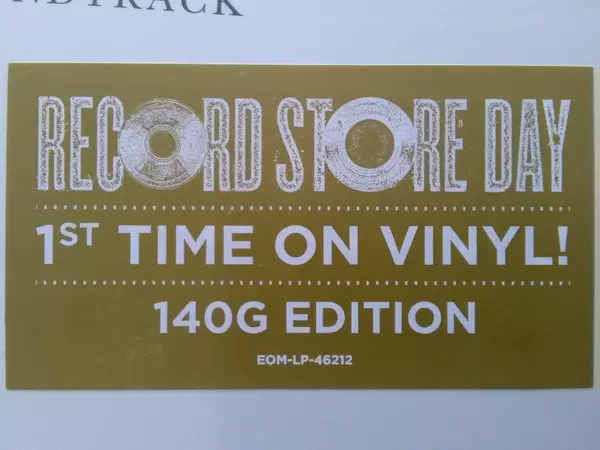 NDTRACK
RECORD STORE DAY
1ST TIME ON VINYL!
140G EDITION
EOM-LP-46212